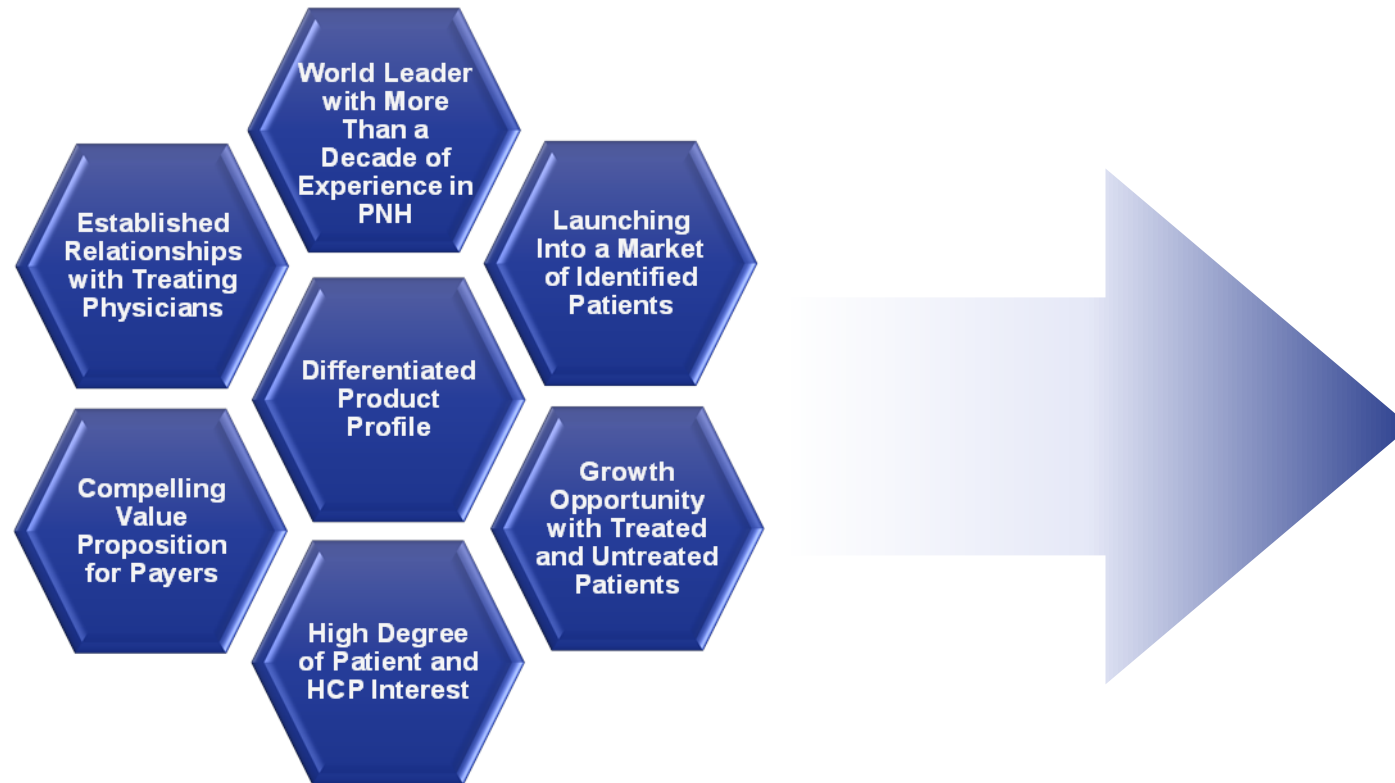 World Leader
with More
Than a
Decade of
Experience in
PNH
Established
Relationships
with Treating
Physicians
Launching
Into a Market
of Identified
Patients
Differentiated
Product
Profile
Compelling
Value
Proposition
for Payers
Growth
Opportunity
with Treated
and Untreated
Patients
High Degree
of Patient and
HCP Interest